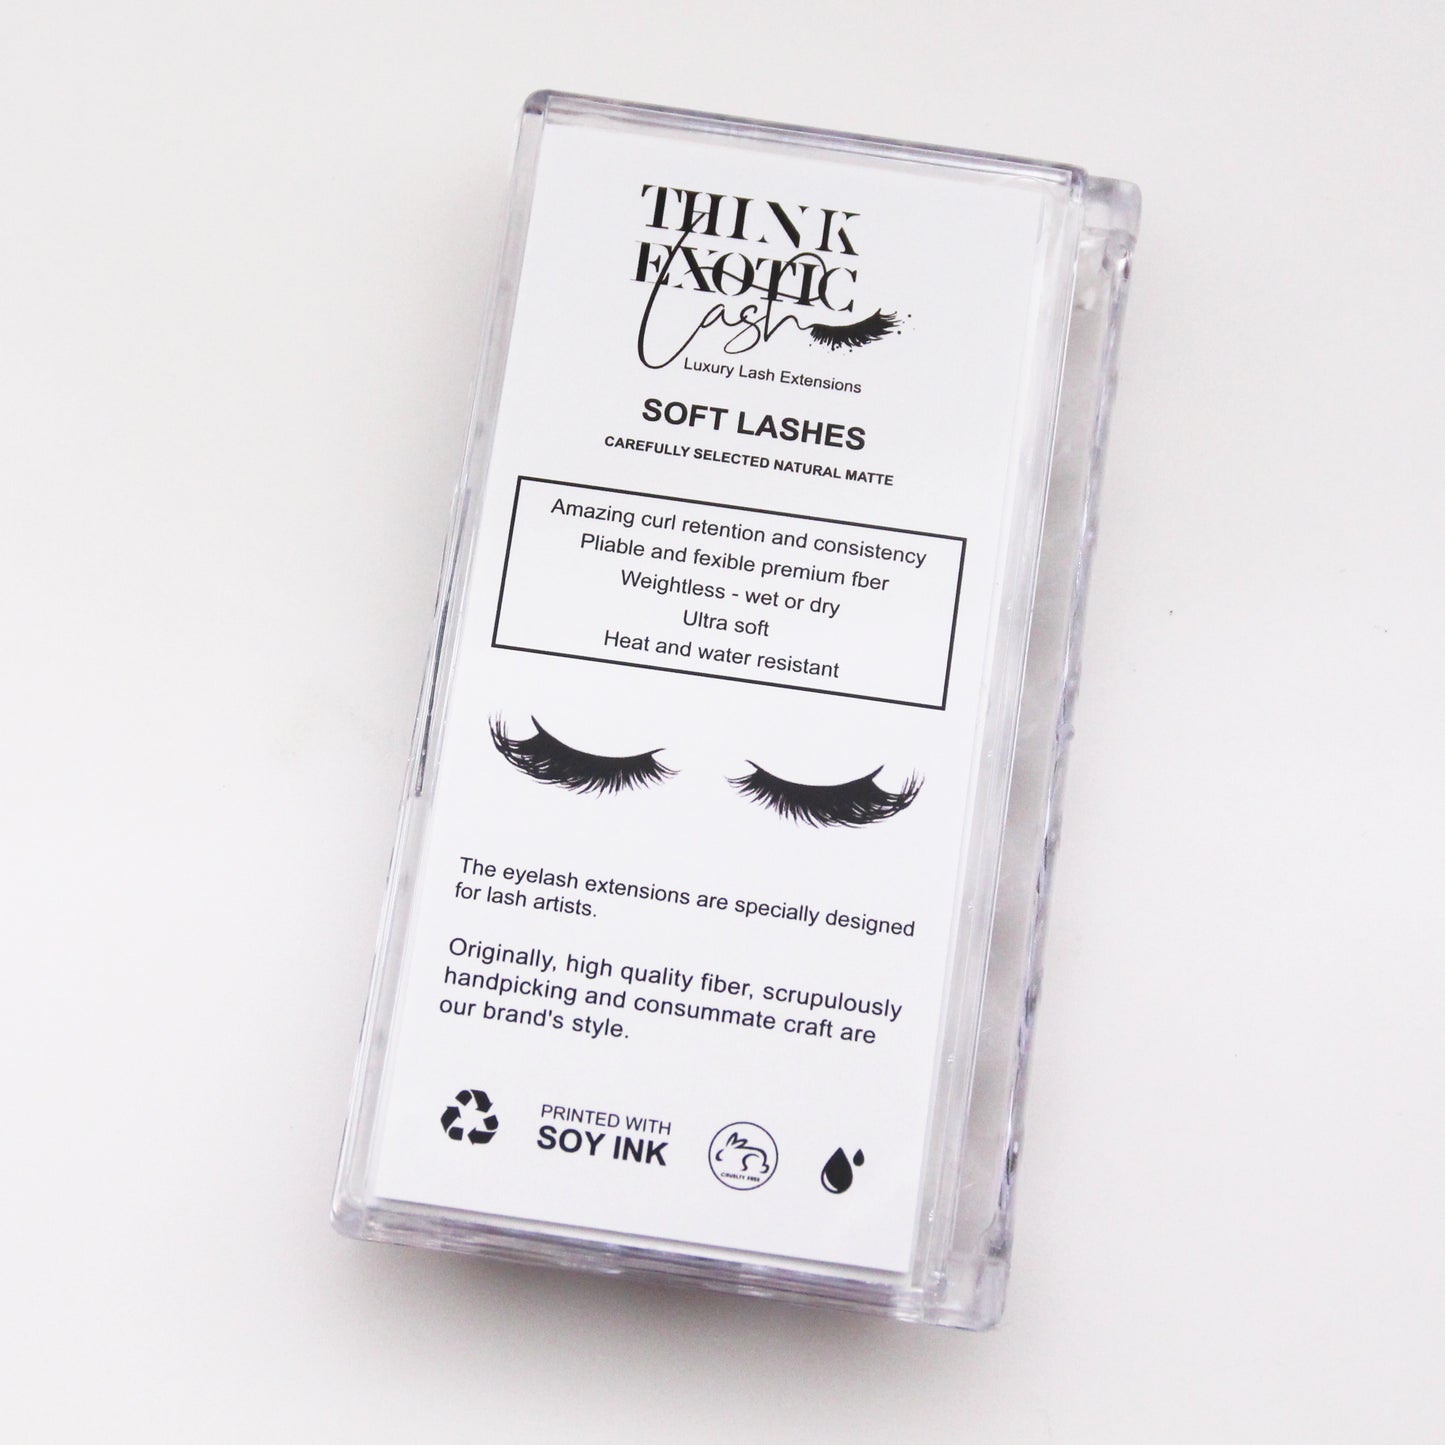 THINK
EXOTIC
Lash
Luxury Lash Extensions
SOFT LASHES
CAREFULLY SELECTED NATURAL MATTE
Amazing curl retention and consistency
Pliable and fexible premium fber
Weightless - wet or dry
Ultra soft
Heat and water resistant
The eyelash extensions are specially designed
for lash artists.
Originally, high quality fiber, scrupulously
handpicking and consummate craft are
our brand's style.
PRINTED WITH
SOY INK
CRUELTY FREE